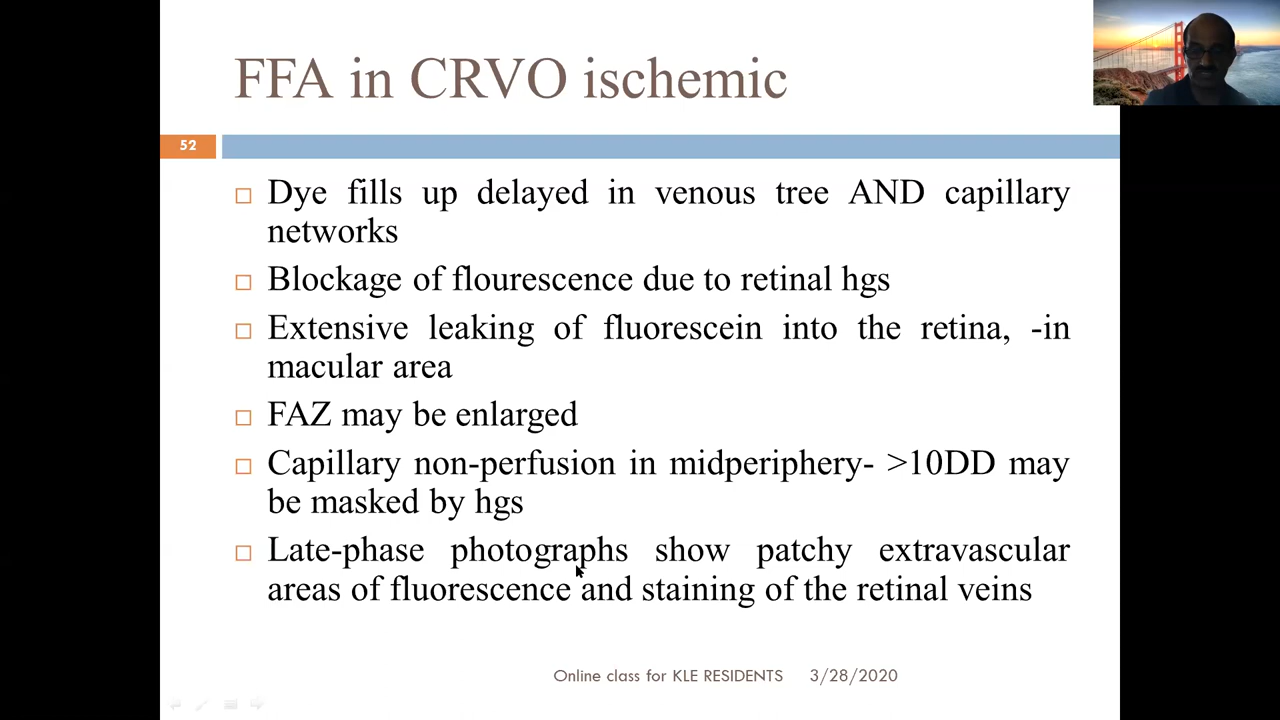 FFA in CRVO ischemic
52
Dye fills up delayed in venous tree AND capillary
networks
Blockage of flourescence due to retinal hgs
Extensive leaking of fluorescein into the retina, -in
macular area
FAZ may be enlarged
Capillary non-perfusion in midperiphery- >10DD may
be masked by hgs
Late-phase photographs show patchy extravascular
areas of fluorescence and staining of the retinal veins
Online class for KLE RESIDENTS 3/28/2020